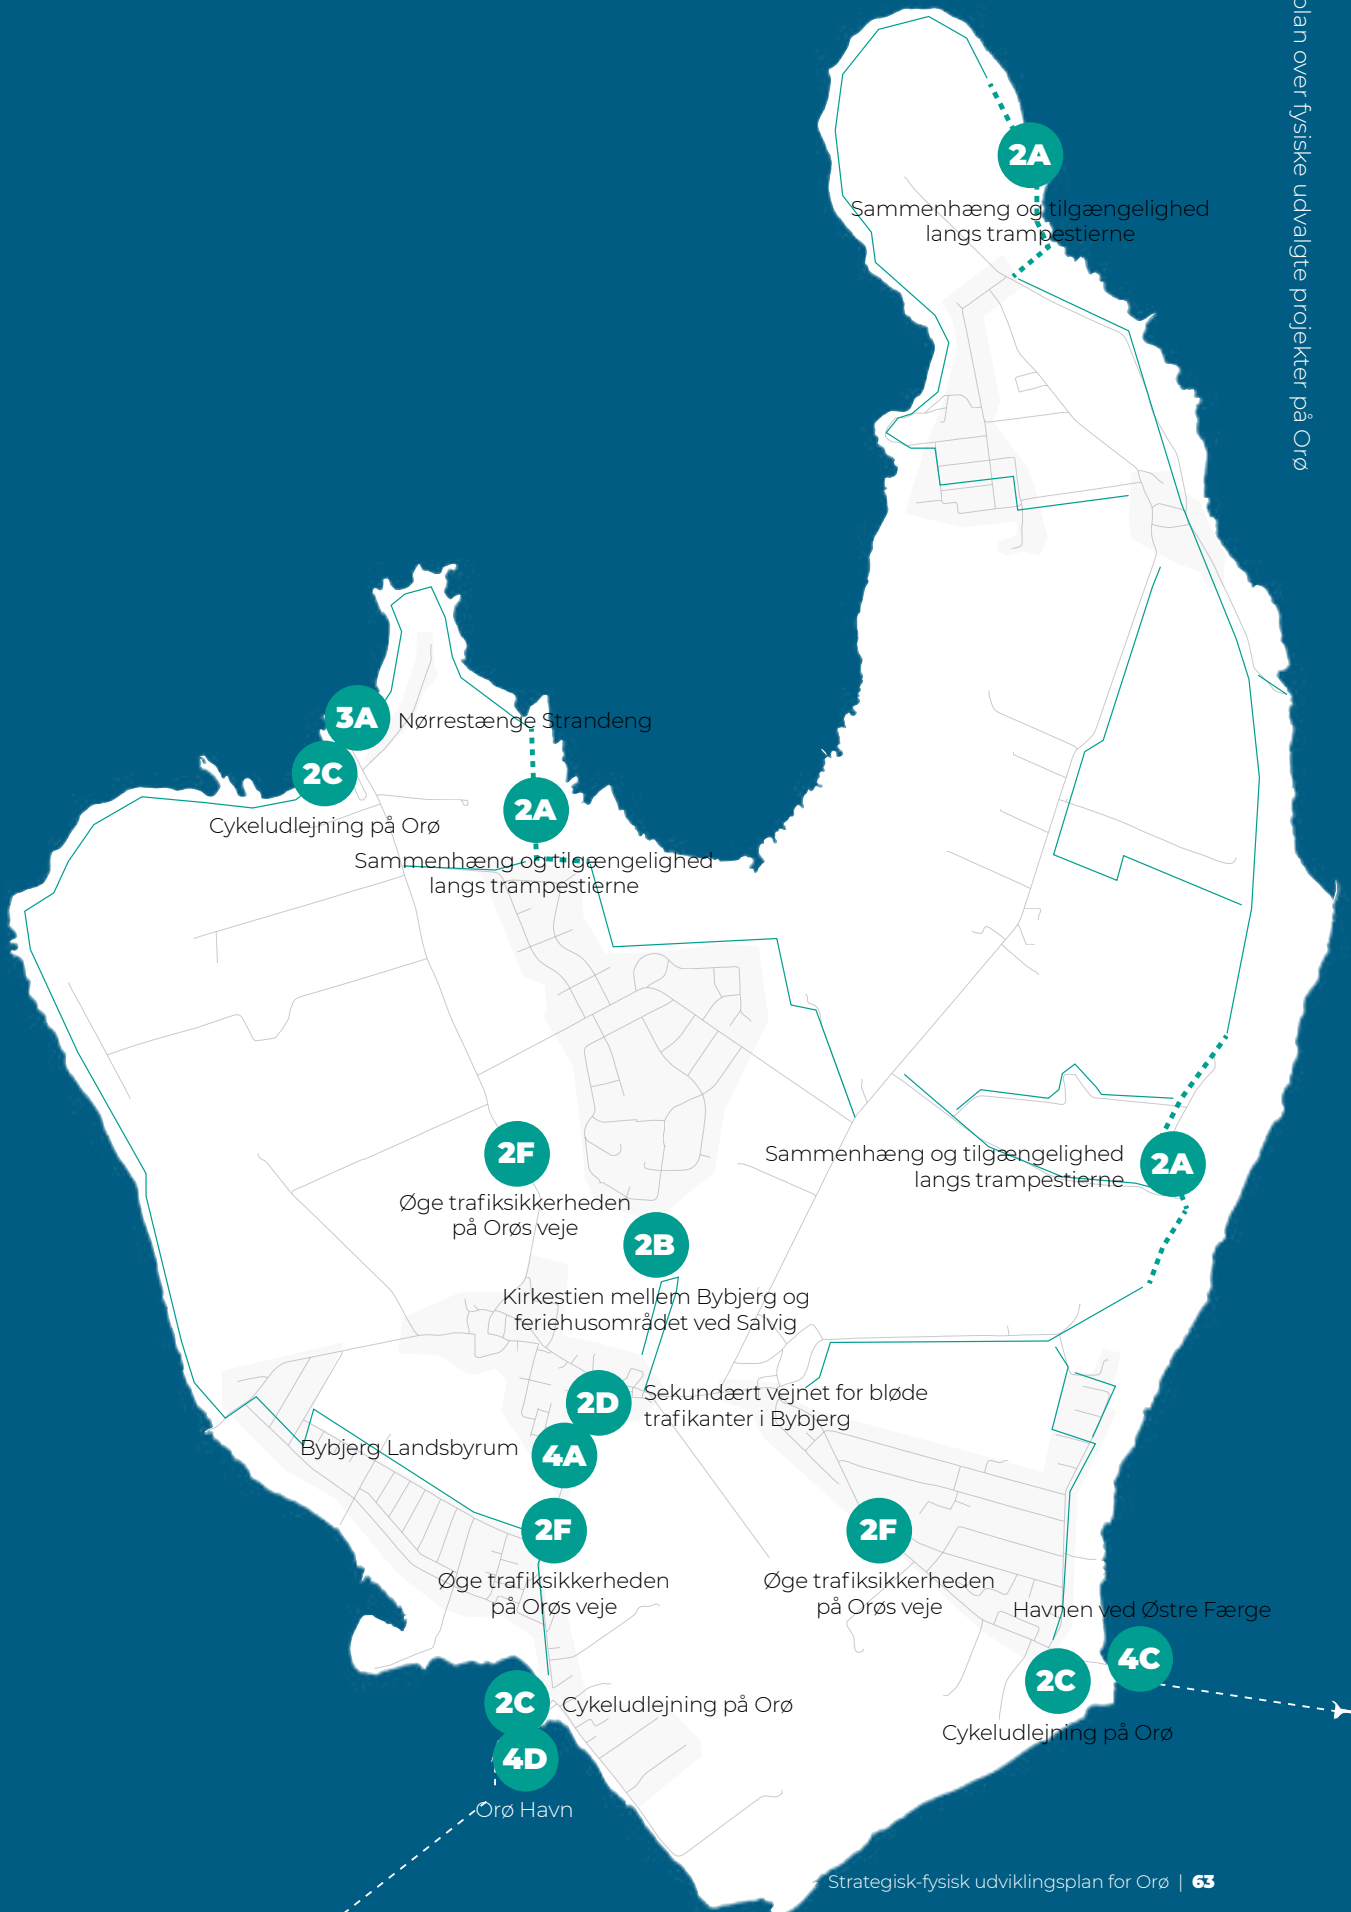 plan over fysiske udvalgte projekter på Orø
2A
Sammenhæng og tilgængelighed
langs trampestierne
3A
Nørrestænge Strandeng
2C
Cykeludlejning på Orø
2A
Sammenhæng og tilgængelighed
langs trampestierne
2F
Øge trafiksikkerheden
på Orøs veje
Sammenhæng og tilgængelighed
langs trampestierne
2A
2B
Kirkestien mellem Bybjerg og
feriehusområdet ved Salvig
2D
Sekundært vejnet for bløde
trafikanter i Bybjerg
Bybjerg Landsbyrum
4A
2F
Øge trafiksikkerheden
på Orøs veje
2F
Øge trafiksikkerheden
på Orøs veje
Havnen ved Østre Færge
4C
2C
Cykeludlejning på Orø
2C
Cykeludlejning på Orø
4D
Orø Havn
Strategisk-fysisk udviklingsplan for Orø | 63